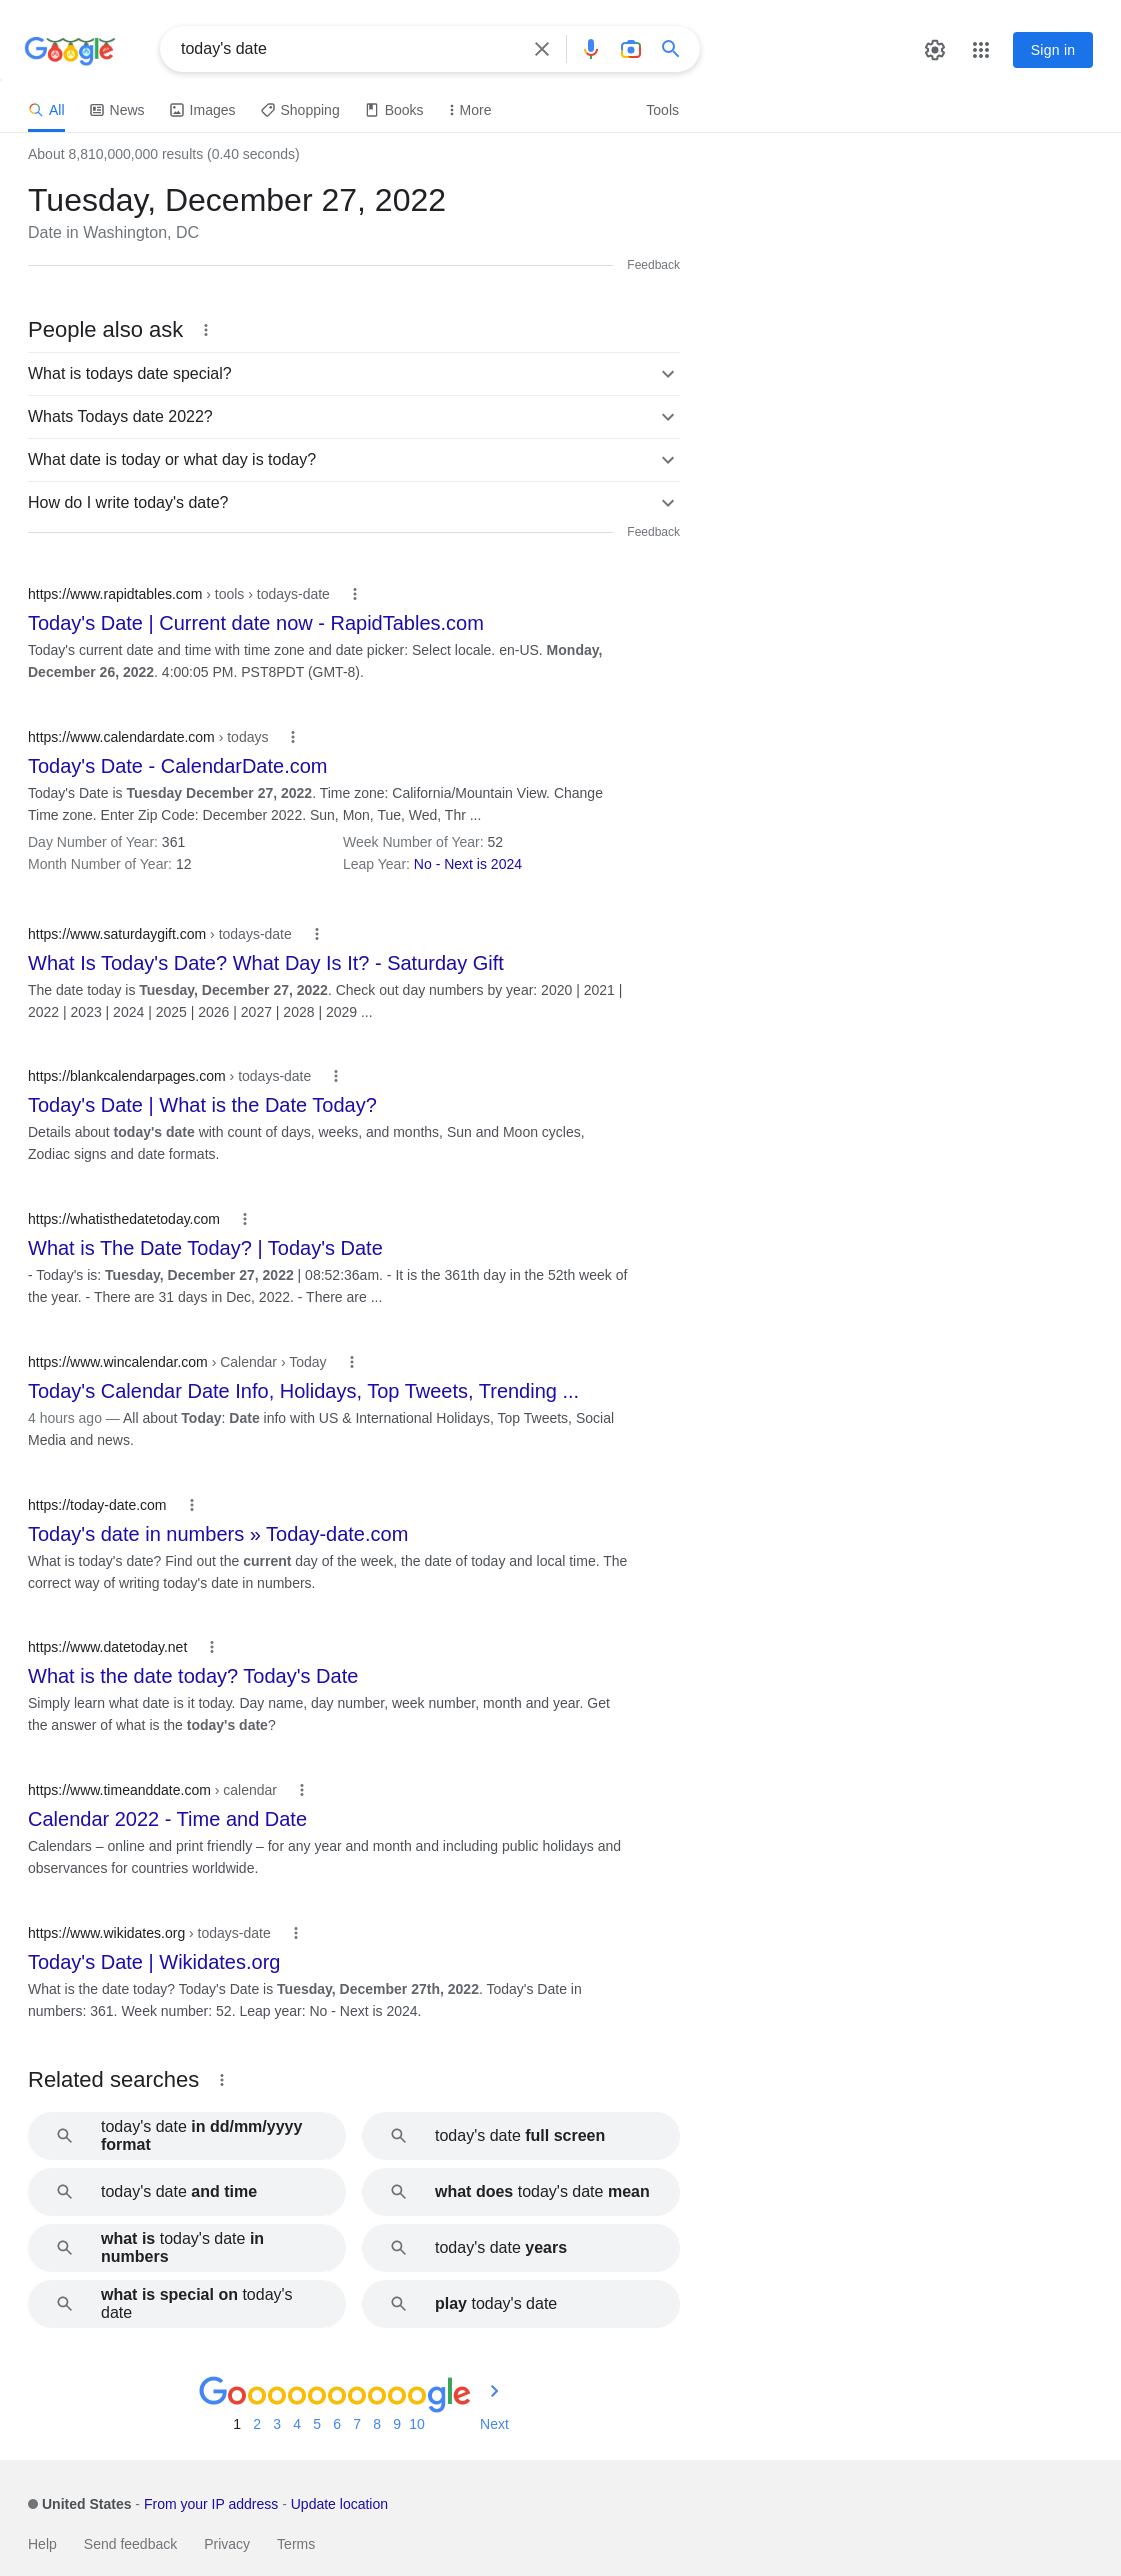 Google
today's date
Sign in
All
News
Images
Shopping
Books
More
Tools
About 8,810,000,000 results (0.40 seconds)
Tuesday, December 27, 2022
Date in Washington, DC
Feedback
People also ask
What is todays date special?
Whats Todays date 2022?
What date is today or what day is today?
How do I write today's date?
Feedback
https://www.rapidtables.com › tools › todays-date
Today's Date | Current date now - RapidTables.com
Today's current date and time with time zone and date picker: Select locale. en-US. Monday,
December 26, 2022. 4:00:05 PM. PST8PDT (GMT-8).
https://www.calendardate.com › todays
Today's Date - CalendarDate.com
Today's Date is Tuesday December 27, 2022. Time zone: California/Mountain View. Change
Time zone. Enter Zip Code: December 2022. Sun, Mon, Tue, Wed, Thr ...
Day Number of Year: 361
Week Number of Year: 52
Month Number of Year: 12
Leap Year: No - Next is 2024
https://www.saturdaygift.com › todays-date
What Is Today's Date? What Day Is It? - Saturday Gift
The date today is Tuesday, December 27, 2022. Check out day numbers by year: 2020 | 2021 |
2022 | 2023 | 2024 | 2025 | 2026 | 2027 | 2028 | 2029 ...
https://blankcalendarpages.com › todays-date
Today's Date | What is the Date Today?
Details about today's date with count of days, weeks, and months, Sun and Moon cycles,
Zodiac signs and date formats.
https://whatisthedatetoday.com
What is The Date Today? | Today's Date
- Today's is: Tuesday, December 27, 2022 | 08:52:36am. - It is the 361th day in the 52th week of
the year. - There are 31 days in Dec, 2022. - There are ...
https://www.wincalendar.com › Calendar › Today
Today's Calendar Date Info, Holidays, Top Tweets, Trending ...
4 hours ago — All about Today: Date info with US & International Holidays, Top Tweets, Social
Media and news.
https://today-date.com
Today's date in numbers » Today-date.com
What is today's date? Find out the current day of the week, the date of today and local time. The
correct way of writing today's date in numbers.
https://www.datetoday.net
What is the date today? Today's Date
Simply learn what date is it today. Day name, day number, week number, month and year. Get
the answer of what is the today's date?
https://www.timeanddate.com › calendar
Calendar 2022 - Time and Date
Calendars – online and print friendly – for any year and month and including public holidays and
observances for countries worldwide.
https://www.wikidates.org › todays-date
Today's Date | Wikidates.org
What is the date today? Today's Date is Tuesday, December 27th, 2022. Today's Date in
numbers: 361. Week number: 52. Leap year: No - Next is 2024.
Related searches
today's date in dd/mm/yyyy
format
today's date full screen
today's date and time
what does today's date mean
what is today's date in
numbers
today's date years
what is special on today's
date
play today's date
Goooooooooogle
1 2 3 4 5 6 7 8 9 10 Next
United States - From your IP address - Update location
Help Send feedback Privacy Terms